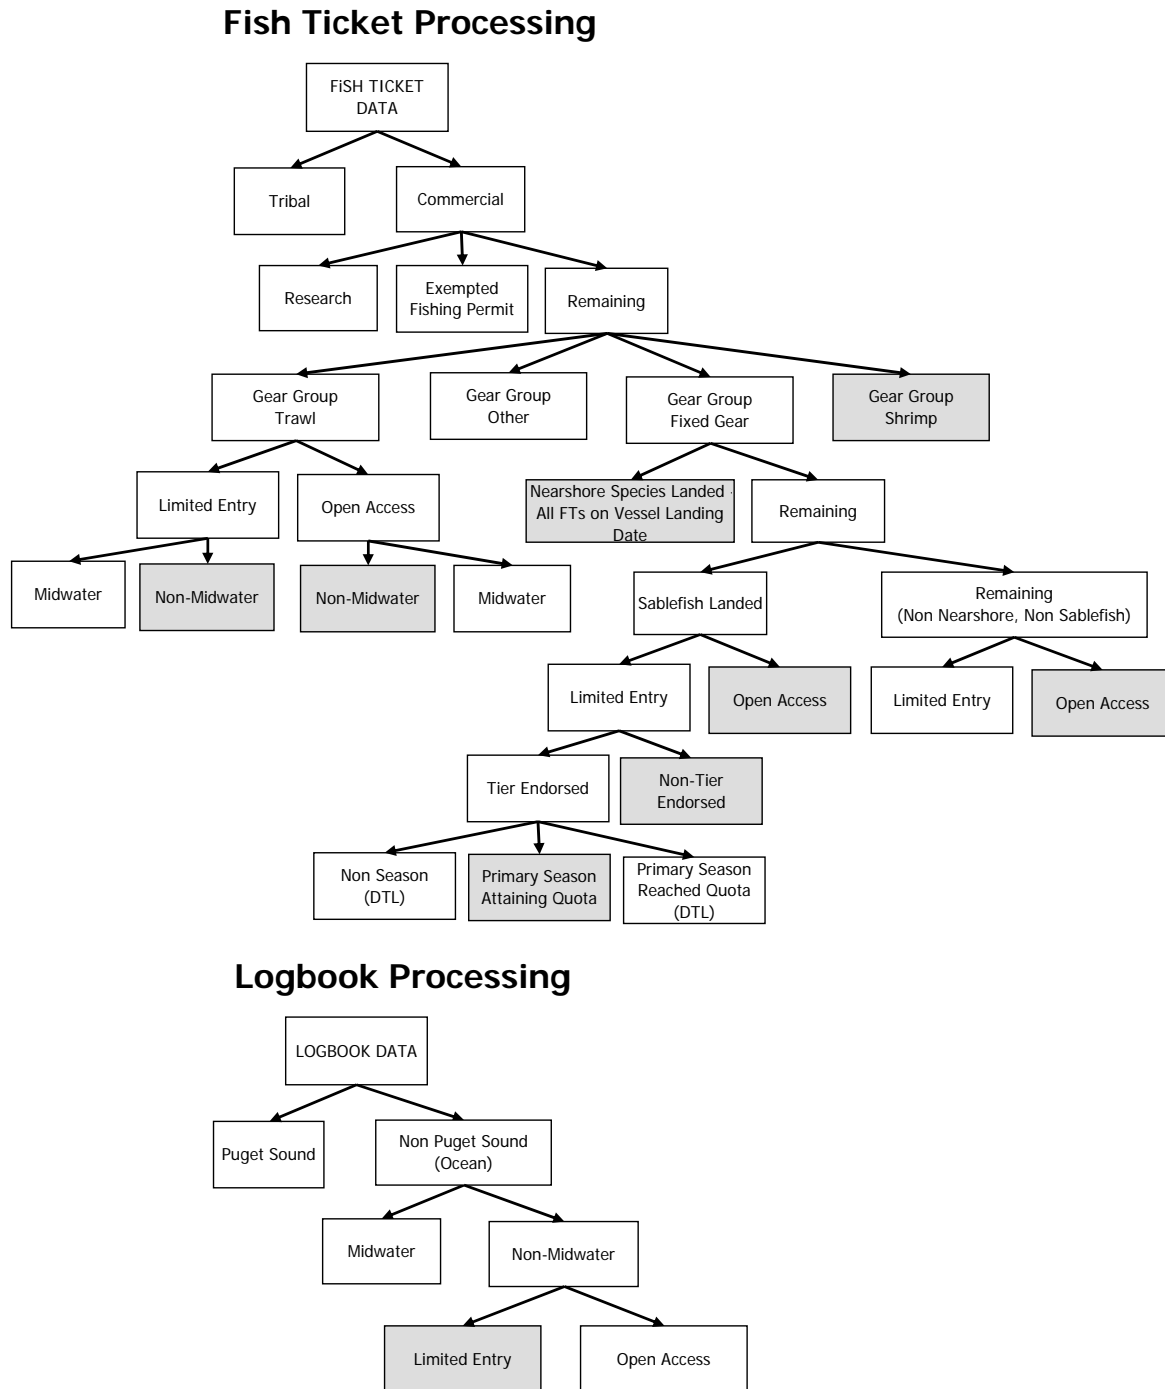 Fish Ticket Processing
FiSH TICKET
DATA
Tribal
Commercial
Research
Exempted
Fishing Permit
Remaining
Gear Group
Trawl
Gear Group
Other
Gear Group
Fixed Gear
Gear Group
Shrimp
Limited Entry
Open Access
Nearshore Species Landed -
All FTs on Vessel Landing
Date
Remaining
Midwater
Non-Midwater
Non-Midwater
Midwater
Sablefish Landed
Remaining
(Non Nearshore, Non Sablefish)
Limited Entry
Open Access
Limited Entry
Open Access
Tier Endorsed
Non-Tier
Endorsed
Non Season
(DTL)
Primary Season
Attaining Quota
Primary Season
Reached Quota
(DTL)
Logbook Processing
LOGBOOK DATA
Puget Sound
Non Puget Sound
(Ocean)
Midwater
Non-Midwater
Limited Entry
Open Access